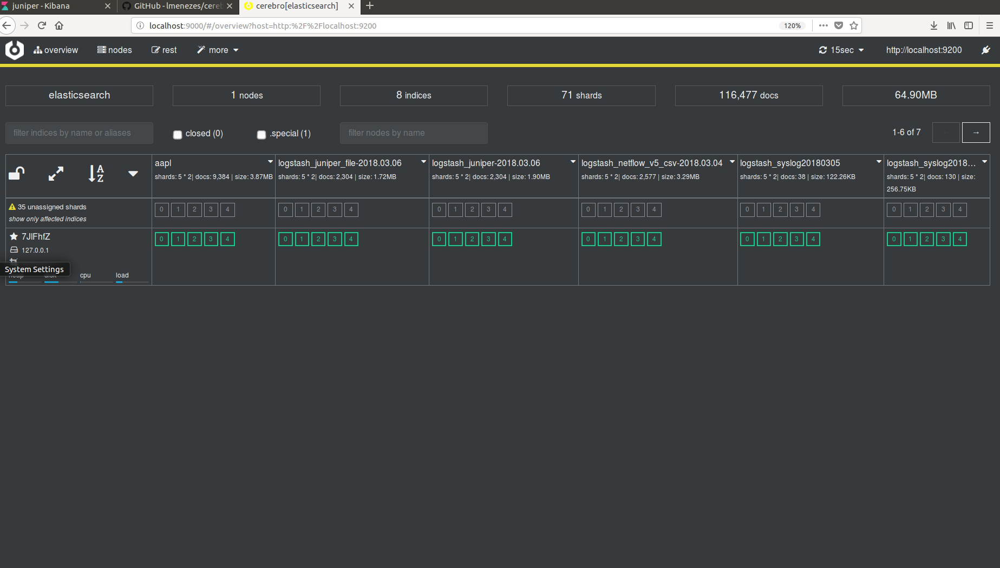 juniper - Kibana
GitHub - lmenezes/cereb
cerebro[elasticsearch]
localhost:9000/#/overview?host=http:%2F%2Flocalhost:9200
120%
overview
nodes
rest
more
15sec
http://localhost:9200
elasticsearch
1 nodes
8 indices
71 shards
116,477 docs
64.90MB
filter indices by name or aliases
closed (0)
.special (1)
filter nodes by name
1-6 of 7
→
A
Z
aapl
shards: 5 * 2| docs: 9,384 | size: 3.87MB
logstash_juniper_file-2018.03.06
shards: 5 * 2| docs: 2,304 | size: 1.72MB
logstash_juniper-2018.03.06
shards: 5 * 2| docs: 2,304 | size: 1.90MB
logstash_netflow_v5_csv-2018.03.04
shards: 5 * 2| docs: 2,577 | size: 3.29MB
logstash_syslog20180305
shards: 5 * 2| docs: 38 | size: 122.26KB
logstash_syslog2018...
shards: 5 * 2| docs: 130 | size:
256.75KB
35 unassigned shards
show only affected indices
0 1 2 3 4
0 1 2 3 4
0 1 2 3 4
0 1 2 3 4
0 1 2 3 4
0 1 2 3 4
7JlFhfZ
127.0.0.1
System Settings
heap disk cpu load
0 1 2 3 4
0 1 2 3 4
0 1 2 3 4
0 1 2 3 4
0 1 2 3 4
0 1 2 3 4